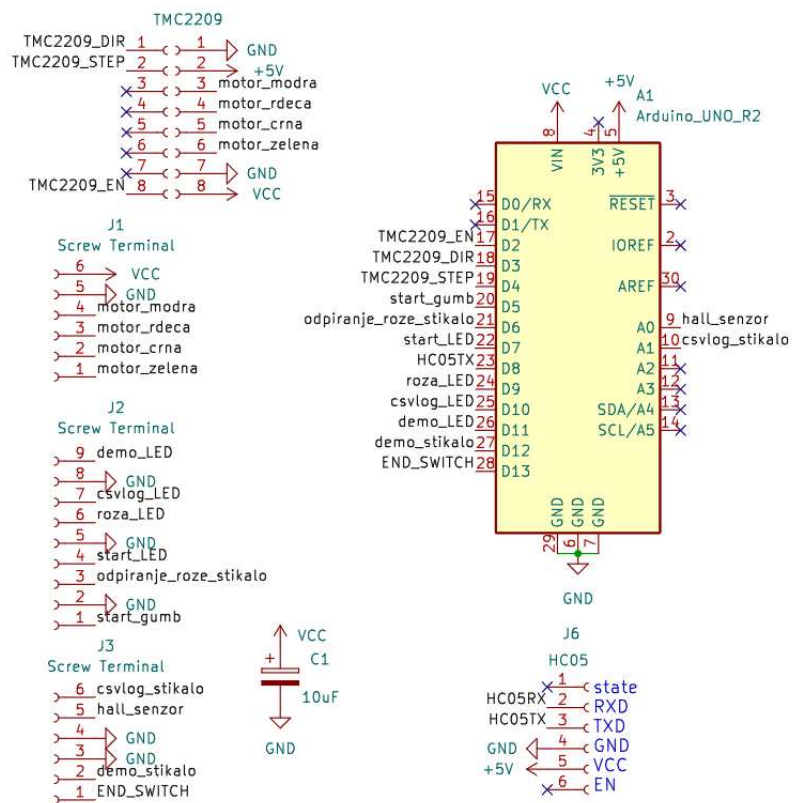 TMC2209
TMC2209_DIR 1 1 GND
TMC2209_STEP 2 2 +5V
3 3 motor_modra
4 4 motor_rdeca
5 5 motor_crna
6 6 motor_zelena
7 7 GND
TMC2209_EN 8 8 VCC
J1
Screw Terminal
6 VCC
5 GND
4 motor_modra
3 motor_rdeca
2 motor_crna
1 motor_zelena
J2
Screw Terminal
9 demo_LED
8 GND
7 csvlog_LED
6 roza_LED
5 GND
4 start_LED
3 odpiranje_roze_stikalo
2 GND
1 start_gumb
J3
Screw Terminal
6 csvlog_stikalo
5 hall_senzor
4 GND
3 GND
2 demo_stikalo
1 END_SWITCH
VCC
+ C1
10uF
GND
VCC +5V A1
Arduino_UNO_R2
8 4 5
VIN 3V3 +5V
15 D0/RX RESET 3
16 D1/TX
TMC2209_EN 17 D2 IOREF 2
TMC2209_DIR 18 D3
TMC2209_STEP 19 D4 AREF 30
start_gumb 20 D5
odpiranje_roze_stikalo 21 D6 A0 9 hall_senzor
start_LED 22 D7 A1 10 csvlog_stikalo
HC05TX 23 D8 A2 11
roza_LED 24 D9 A3 12
csvlog_LED 25 D10 SDA/A4 13
demo_LED 26 D11 SCL/A5 14
demo_stikalo 27 D12
END_SWITCH 28 D13
GND GND GND
29 6 7
GND
J6
HC05
1 state
HC05RX 2 RXD
HC05TX 3 TXD
GND 4 GND
+5V 5 VCC
6 EN